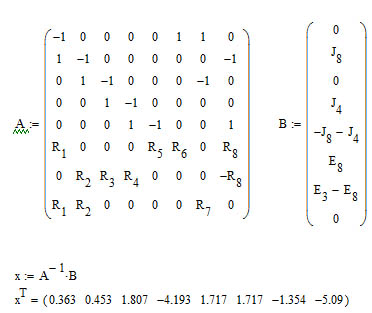 A := ( −1 0 0 0 0 1 1 0
1 −1 0 0 0 0 0 −1
0 1 −1 0 0 0 −1 0
0 0 1 −1 0 0 0 0
0 0 0 1 −1 0 0 1
R₁ 0 0 0 R₅ R₆ 0 R₈
0 R₂ R₃ R₄ 0 0 0 −R₈
R₁ R₂ 0 0 0 0 R₇ 0 )
B := ( 0
J₈
0
J₄
−J₈ − J₄
E₈
E₃ − E₈
0 )
x := A⁻¹·B
xᵀ = ( 0.363 0.453 1.807 −4.193 1.717 1.717 −1.354 −5.09 )